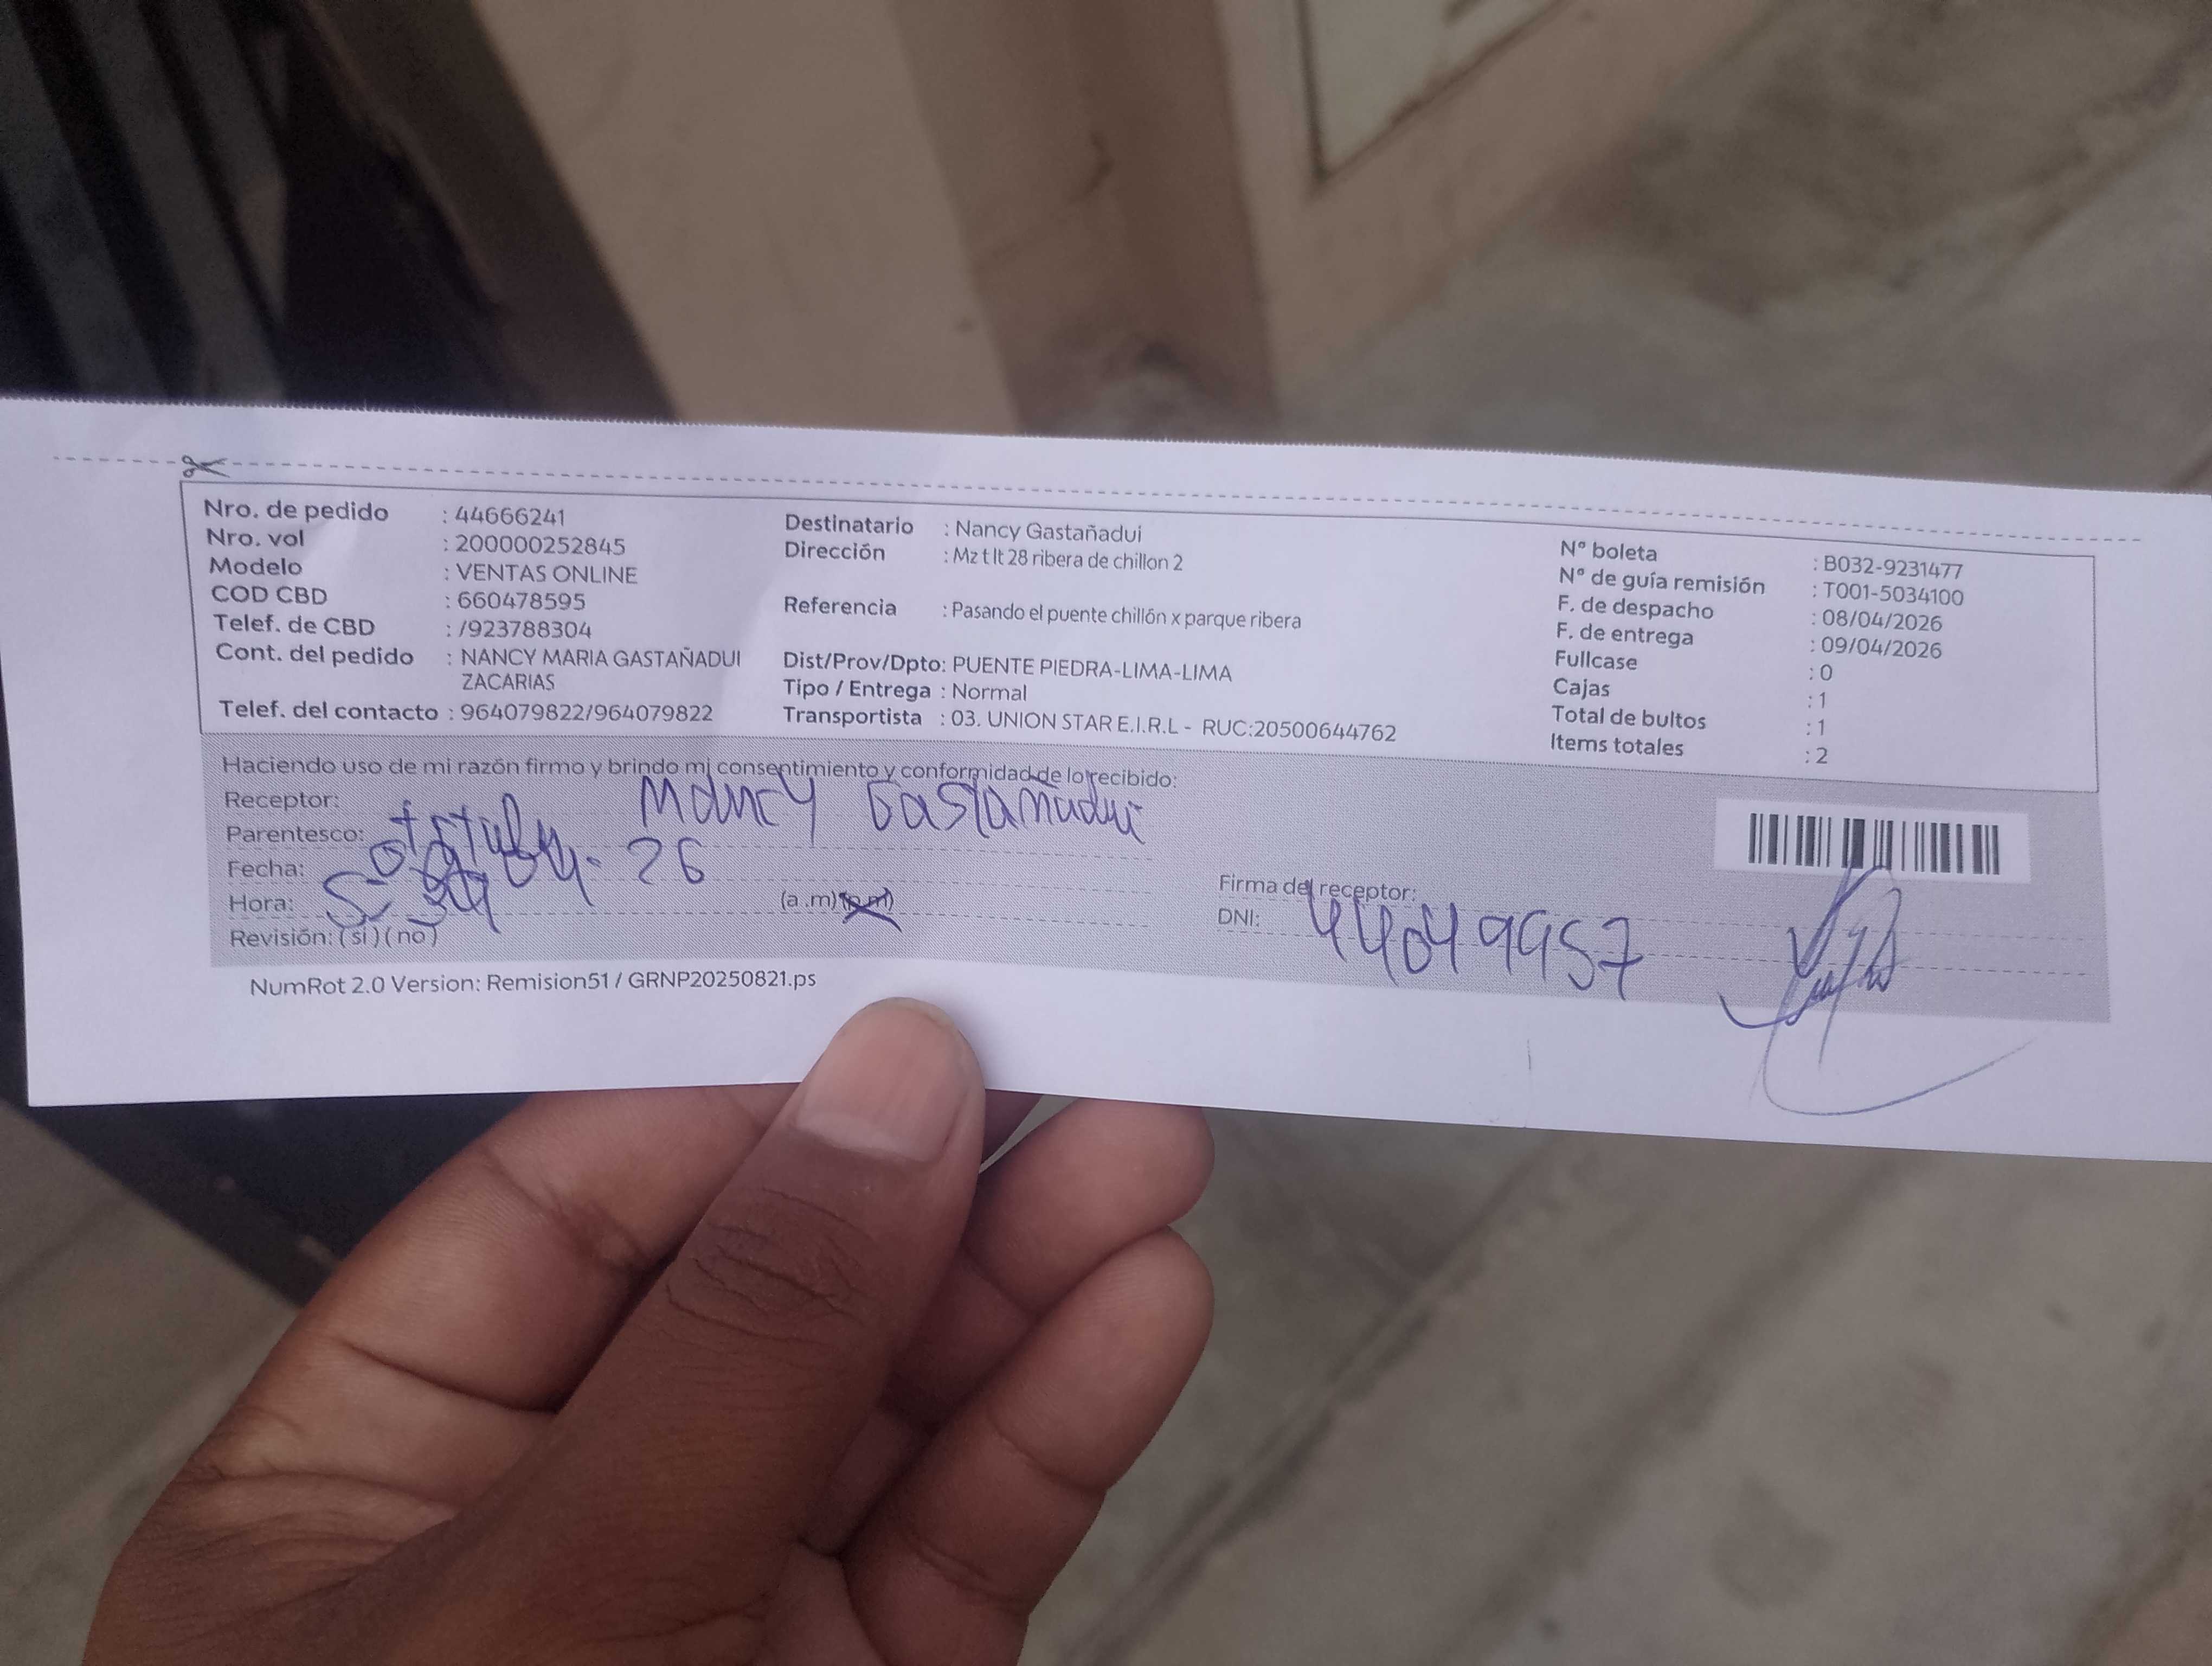 Nro. de pedido : 44666241
Nro. vol : 200000252845
Modelo : VENTAS ONLINE
COD CBD : 660478595
Telef. de CBD : /923788304
Cont. del pedido : NANCY MARIA GASTAÑADUI
ZACARIAS
Telef. del contacto : 964079822/964079822
Destinatario : Nancy Gastañadui
Dirección : Mz t lt 28 ribera de chillon 2
Referencia : Pasando el puente chillón x parque ribera
Dist/Prov/Dpto: PUENTE PIEDRA-LIMA-LIMA
Tipo / Entrega : Normal
Transportista : 03. UNION STAR E.I.R.L - RUC:20500644762
N° boleta : B032-9231477
N° de guía remisión : T001-5034100
F. de despacho : 08/04/2026
F. de entrega : 09/04/2026
Fullcase : 0
Cajas : 1
Total de bultos : 1
Items totales : 2
Haciendo uso de mi razón firmo y brindo mi consentimiento y conformidad de lo recibido:
Receptor: Nancy Gastañadui
Parentesco:
Fecha: 26
Hora: (a .m) (p.m)
Revisión: ( si ) ( no )
Firma del receptor:
DNI: 44049957
NumRot 2.0 Version: Remision51 / GRNP20250821.ps